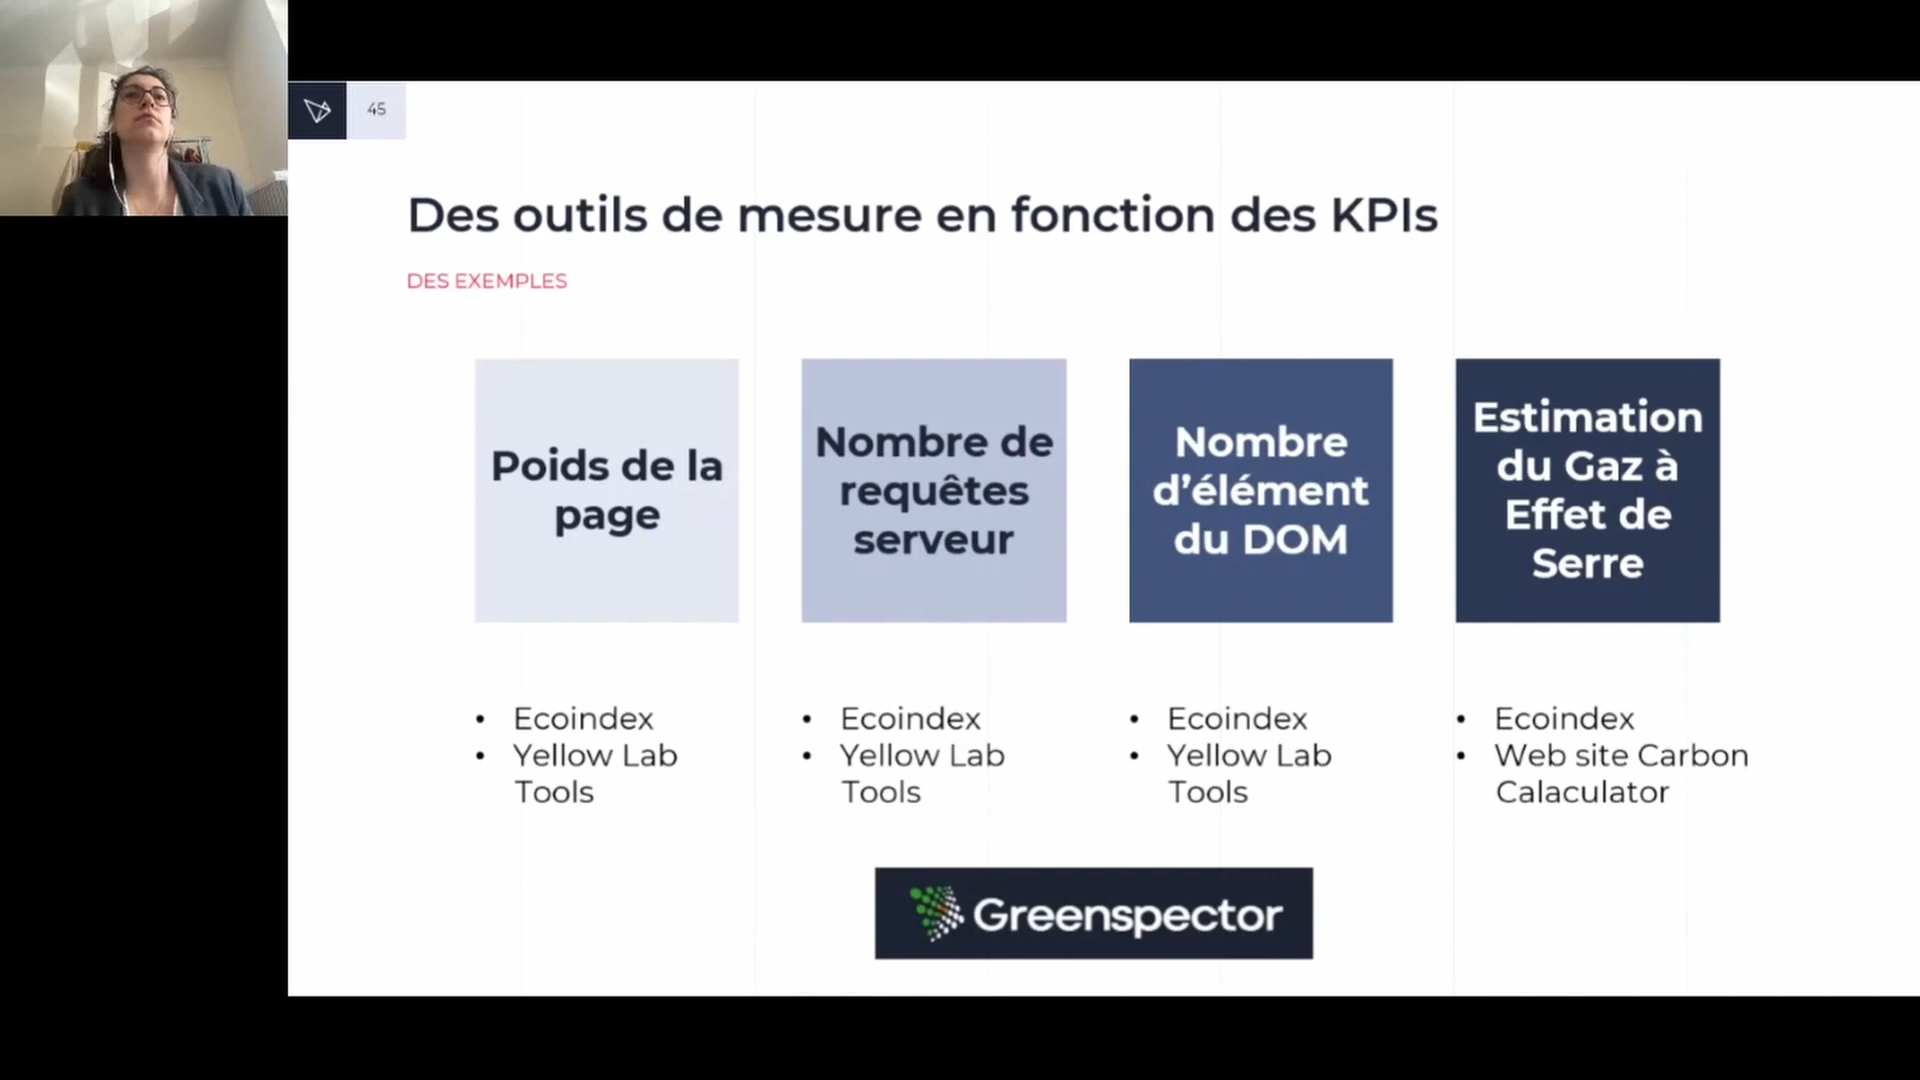 45
Des outils de mesure en fonction des KPIs
DES EXEMPLES
Poids de la
page
Nombre de
requêtes
serveur
Nombre
d’élément
du DOM
Estimation
du Gaz à
Effet de
Serre
• Ecoindex
• Yellow Lab
Tools
• Ecoindex
• Yellow Lab
Tools
• Ecoindex
• Yellow Lab
Tools
• Ecoindex
• Web site Carbon
Calaculator
Greenspector